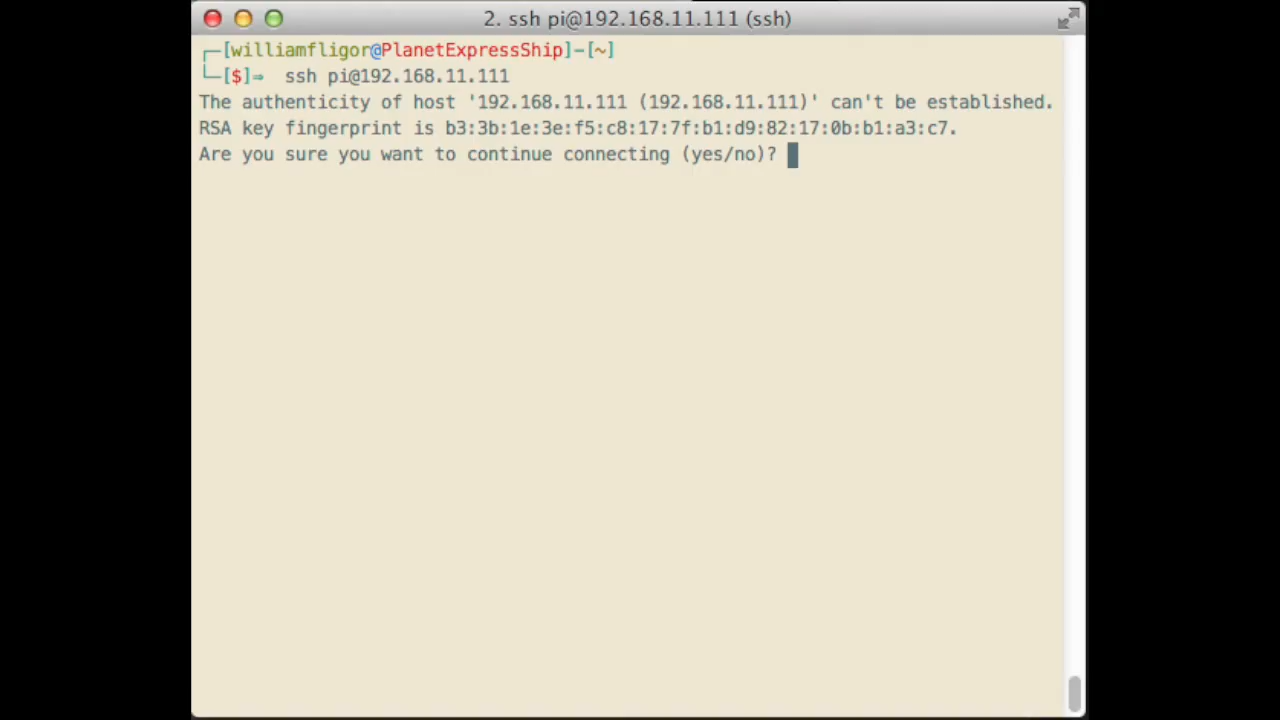 2. ssh pi@192.168.11.111 (ssh)
┌─[williamfligor@PlanetExpressShip]-[~]
└─[$]⇒  ssh pi@192.168.11.111
The authenticity of host '192.168.11.111 (192.168.11.111)' can't be established.
RSA key fingerprint is b3:3b:1e:3e:f5:c8:17:7f:b1:d9:82:17:0b:b1:a3:c7.
Are you sure you want to continue connecting (yes/no)?